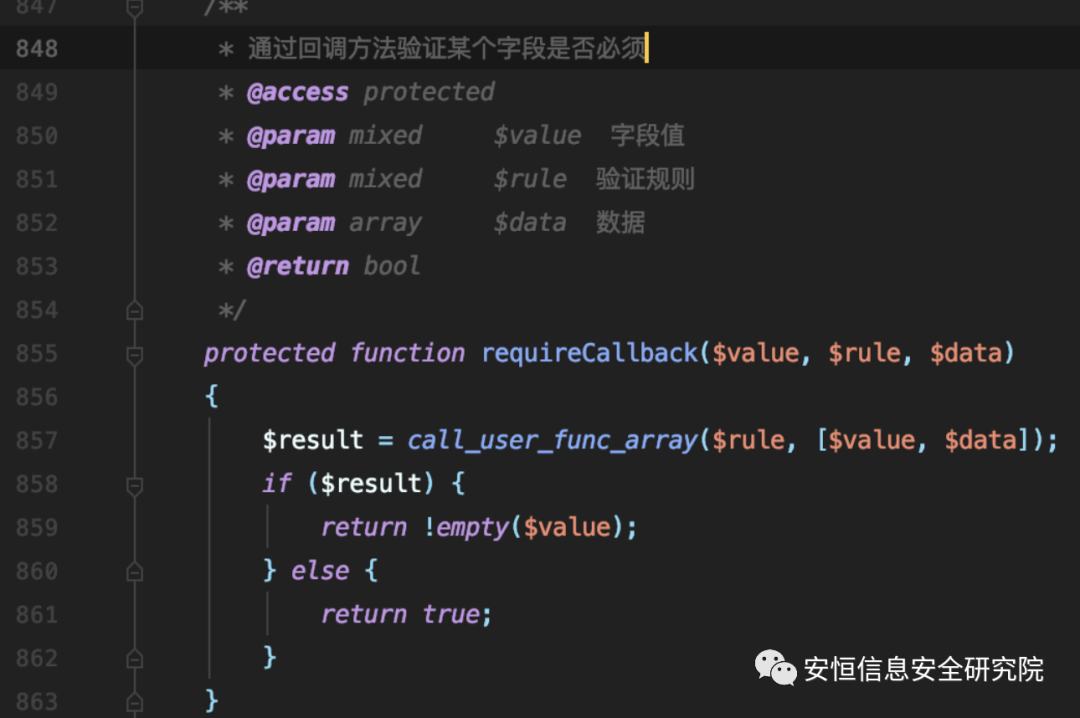 847 /**
848 * 通过回调方法验证某个字段是否必须
849 * @access protected
850 * @param mixed $value 字段值
851 * @param mixed $rule 验证规则
852 * @param array $data 数据
853 * @return bool
854 */
855 protected function requireCallback($value, $rule, $data)
856 {
857 $result = call_user_func_array($rule, [$value, $data]);
858 if ($result) {
859 return !empty($value);
860 } else {
861 return true;
862 }
863 }
安恒信息安全研究院